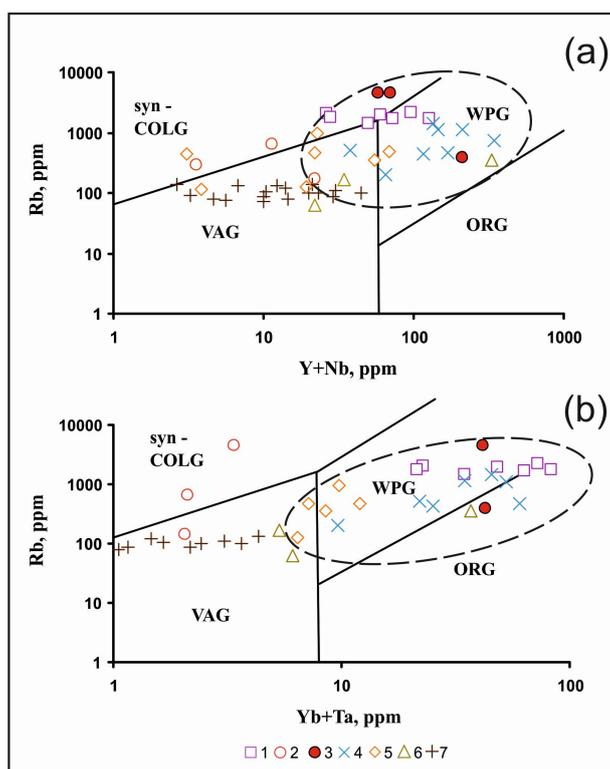 (a)
10000
syn -
COLG
WPG
1000
Rb, ppm
100
VAG
ORG
10
1
1 10 100 1000
Y+Nb, ppm
(b)
10000
syn -
COLG
1000
WPG
Rb, ppm
100
ORG
10
VAG
1
1 10 100
Yb+Ta, ppm
1 2 3 4 5 6 7